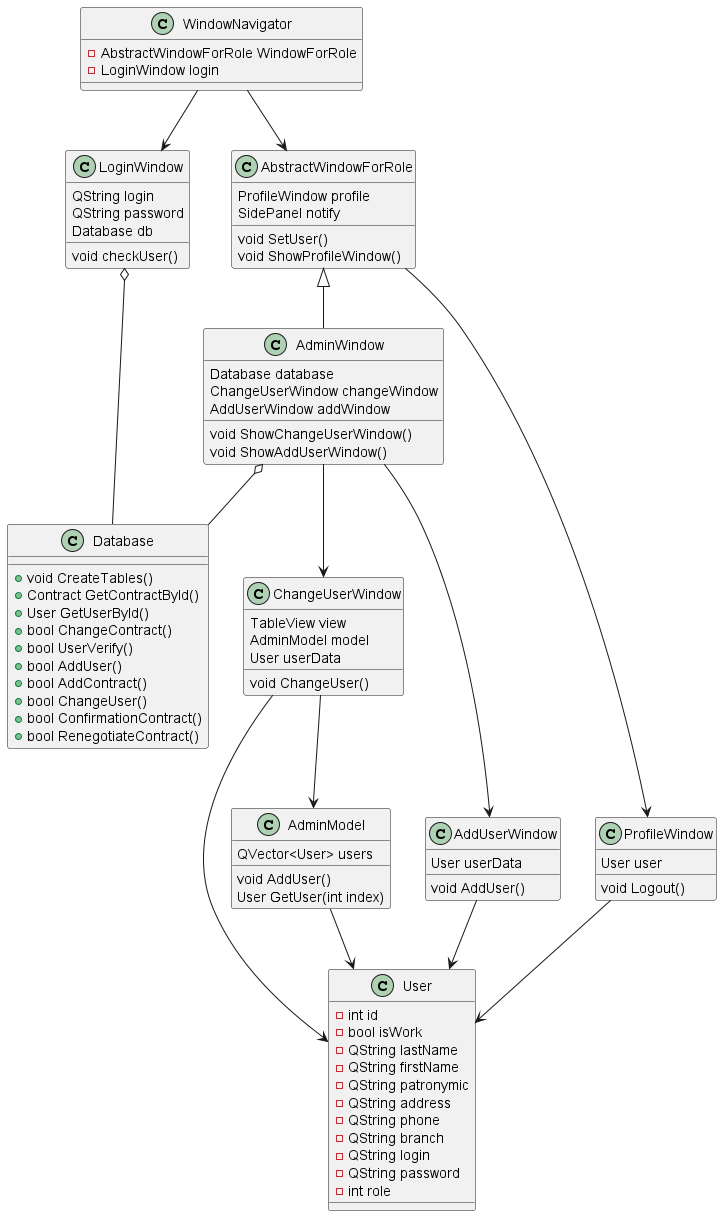 C WindowNavigator
AbstractWindowForRole WindowForRole
LoginWindow login
C LoginWindow
QString login
QString password
Database db
void checkUser()
C AbstractWindowForRole
ProfileWindow profile
SidePanel notify
void SetUser()
void ShowProfileWindow()
C AdminWindow
Database database
ChangeUserWindow changeWindow
AddUserWindow addWindow
void ShowChangeUserWindow()
void ShowAddUserWindow()
C Database
void CreateTables()
Contract GetContractById()
User GetUserById()
bool ChangeContract()
bool UserVerify()
bool AddUser()
bool AddContract()
bool ChangeUser()
bool ConfirmationContract()
bool RenegotiateContract()
C ChangeUserWindow
TableView view
AdminModel model
User userData
void ChangeUser()
C AdminModel
QVector<User> users
void AddUser()
User GetUser(int index)
C AddUserWindow
User userData
void AddUser()
C ProfileWindow
User user
void Logout()
C User
int id
bool isWork
QString lastName
QString firstName
QString patronymic
QString address
QString phone
QString branch
QString login
QString password
int role